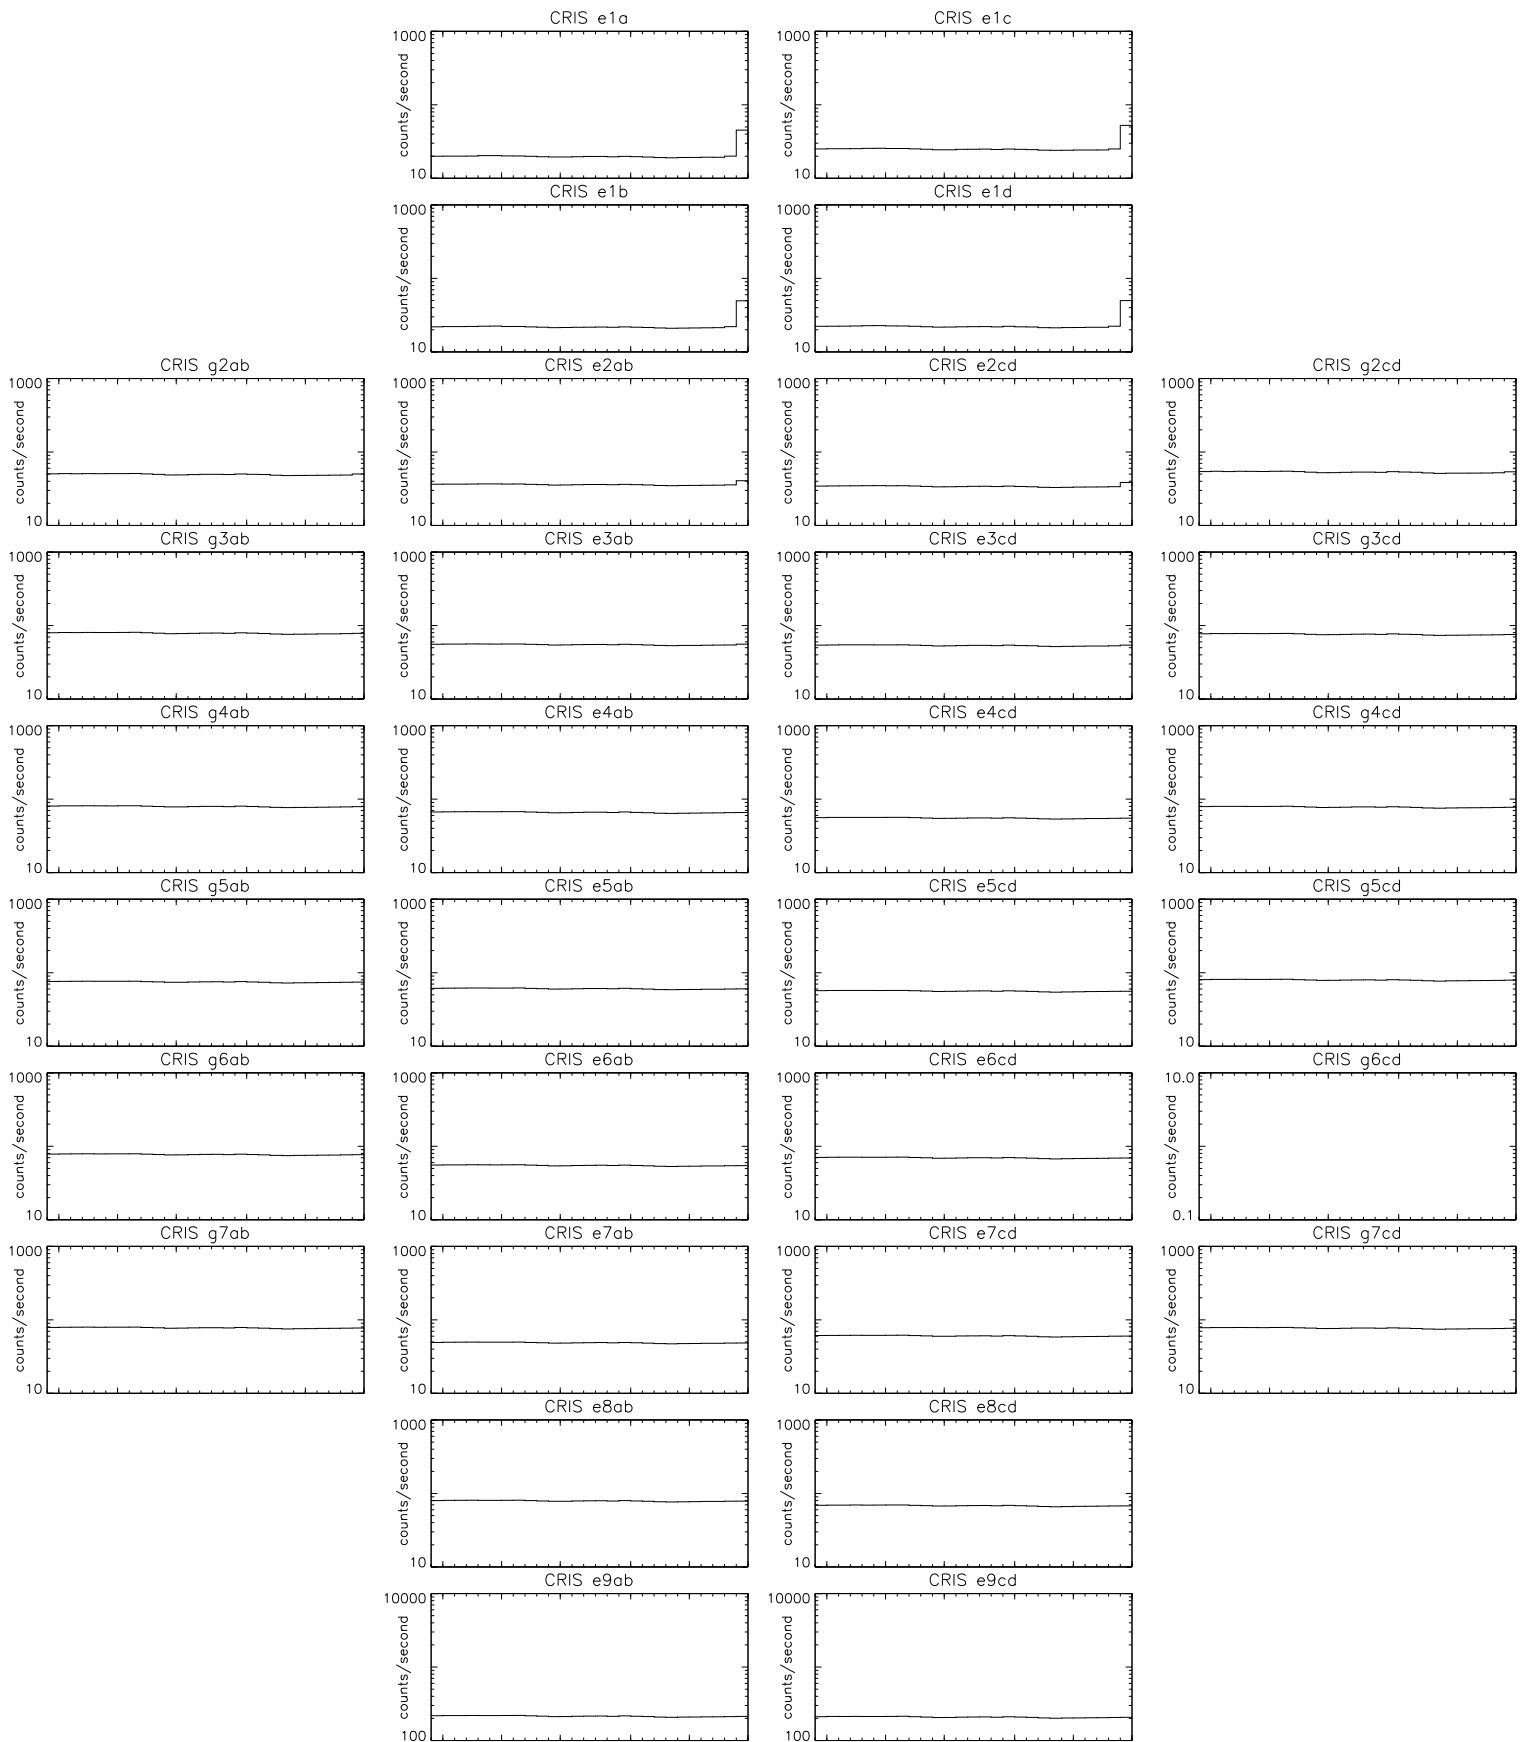 CRIS e1a
1000
counts/second
10
CRIS e1c
1000
counts/second
10
CRIS e1b
1000
counts/second
10
CRIS e1d
1000
counts/second
10
CRIS g2ab
1000
counts/second
10
CRIS e2ab
1000
counts/second
10
CRIS e2cd
1000
counts/second
10
CRIS g2cd
1000
counts/second
10
CRIS g3ab
1000
counts/second
10
CRIS e3ab
1000
counts/second
10
CRIS e3cd
1000
counts/second
10
CRIS g3cd
1000
counts/second
10
CRIS g4ab
1000
counts/second
10
CRIS e4ab
1000
counts/second
10
CRIS e4cd
1000
counts/second
10
CRIS g4cd
1000
counts/second
10
CRIS g5ab
1000
counts/second
10
CRIS e5ab
1000
counts/second
10
CRIS e5cd
1000
counts/second
10
CRIS g5cd
1000
counts/second
10
CRIS g6ab
1000
counts/second
10
CRIS e6ab
1000
counts/second
10
CRIS e6cd
1000
counts/second
10
CRIS g6cd
10.0
counts/second
0.1
CRIS g7ab
1000
counts/second
10
CRIS e7ab
1000
counts/second
10
CRIS e7cd
1000
counts/second
10
CRIS g7cd
1000
counts/second
10
CRIS e8ab
1000
counts/second
10
CRIS e8cd
1000
counts/second
10
CRIS e9ab
10000
counts/second
100
CRIS e9cd
10000
counts/second
100